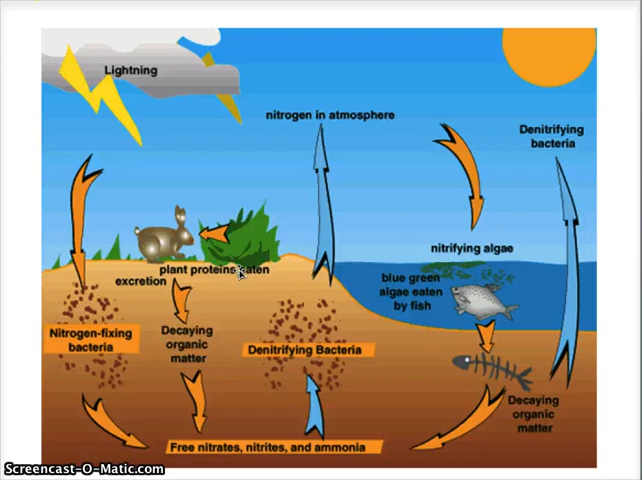 Lightning
nitrogen in atmosphere
Denitrifying
bacteria
nitrifying algae
plant proteins eaten
excretion
blue green
algae eaten
by fish
Nitrogen-fixing
bacteria
Decaying
organic
matter
Denitrifying Bacteria
Decaying
organic
matter
Free nitrates, nitrites, and ammonia
Screencast-O-Matic.com